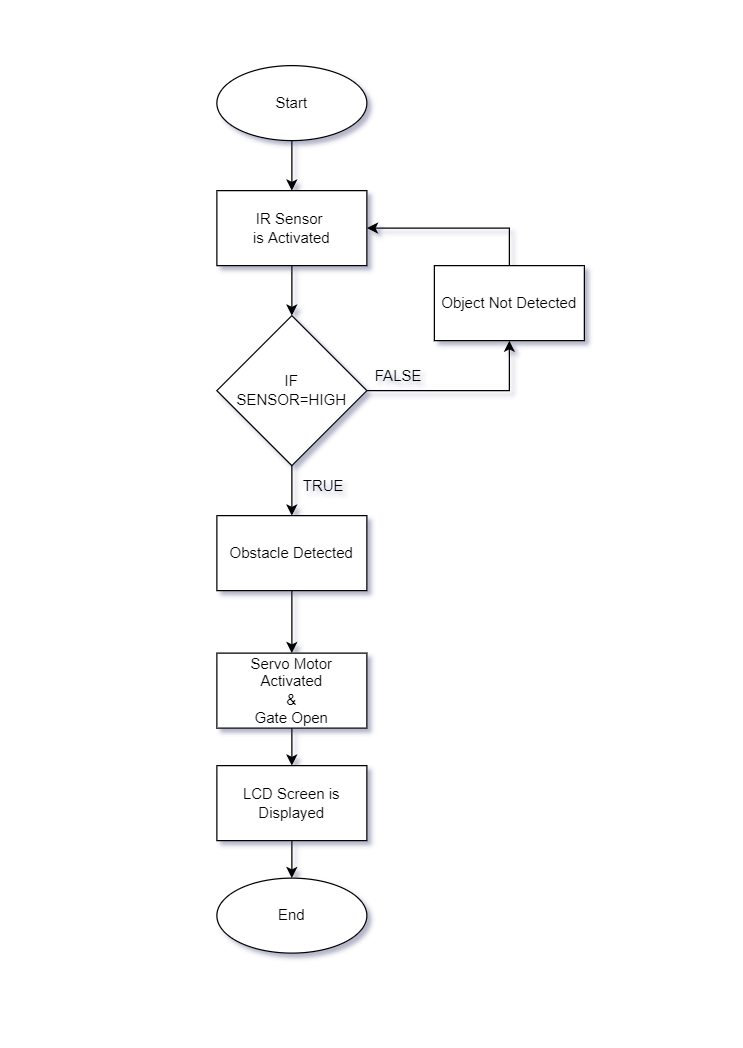 Start
IR Sensor
is Activated
Object Not Detected
IF
SENSOR=HIGH
FALSE
TRUE
Obstacle Detected
Servo Motor
Activated
&
Gate Open
LCD Screen is
Displayed
End